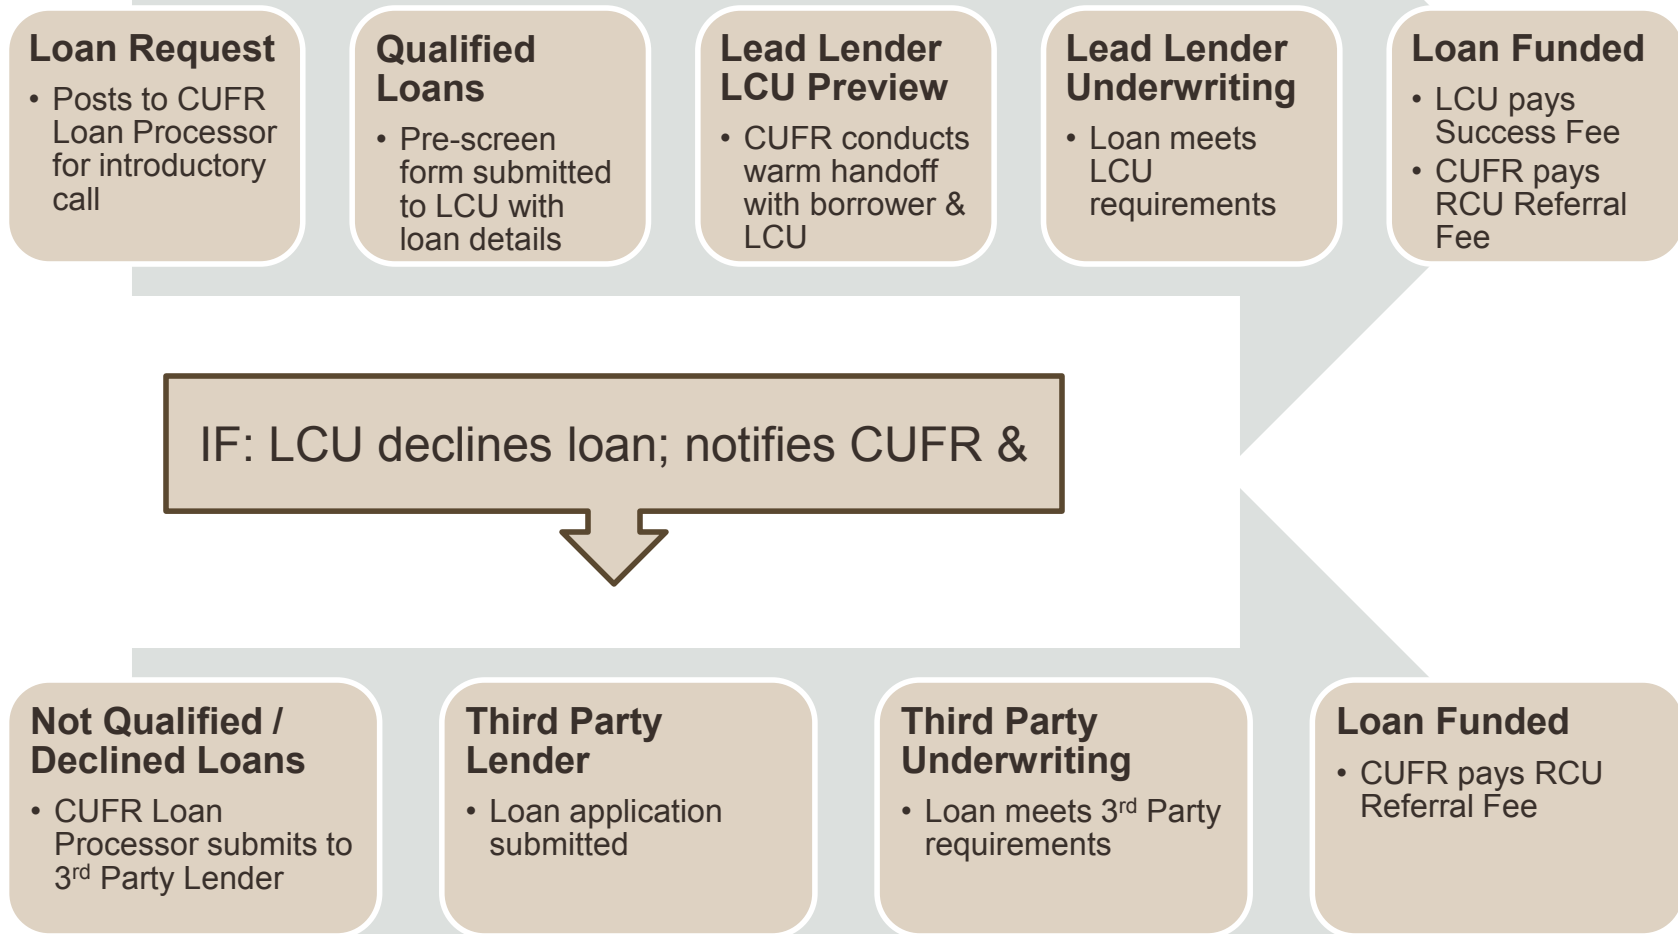 Loan Request
• Posts to CUFR
Loan Processor
for introductory
call
Qualified
Loans
• Pre-screen
form submitted
to LCU with
loan details
Lead Lender
LCU Preview
• CUFR conducts
warm handoff
with borrower &
LCU
Lead Lender
Underwriting
• Loan meets
LCU
requirements
Loan Funded
• LCU pays
Success Fee
• CUFR pays
RCU Referral
Fee
IF: LCU declines loan; notifies CUFR &
Not Qualified /
Declined Loans
• CUFR Loan
Processor submits to
3rd Party Lender
Third Party
Lender
• Loan application
submitted
Third Party
Underwriting
• Loan meets 3rd Party
requirements
Loan Funded
• CUFR pays RCU
Referral Fee